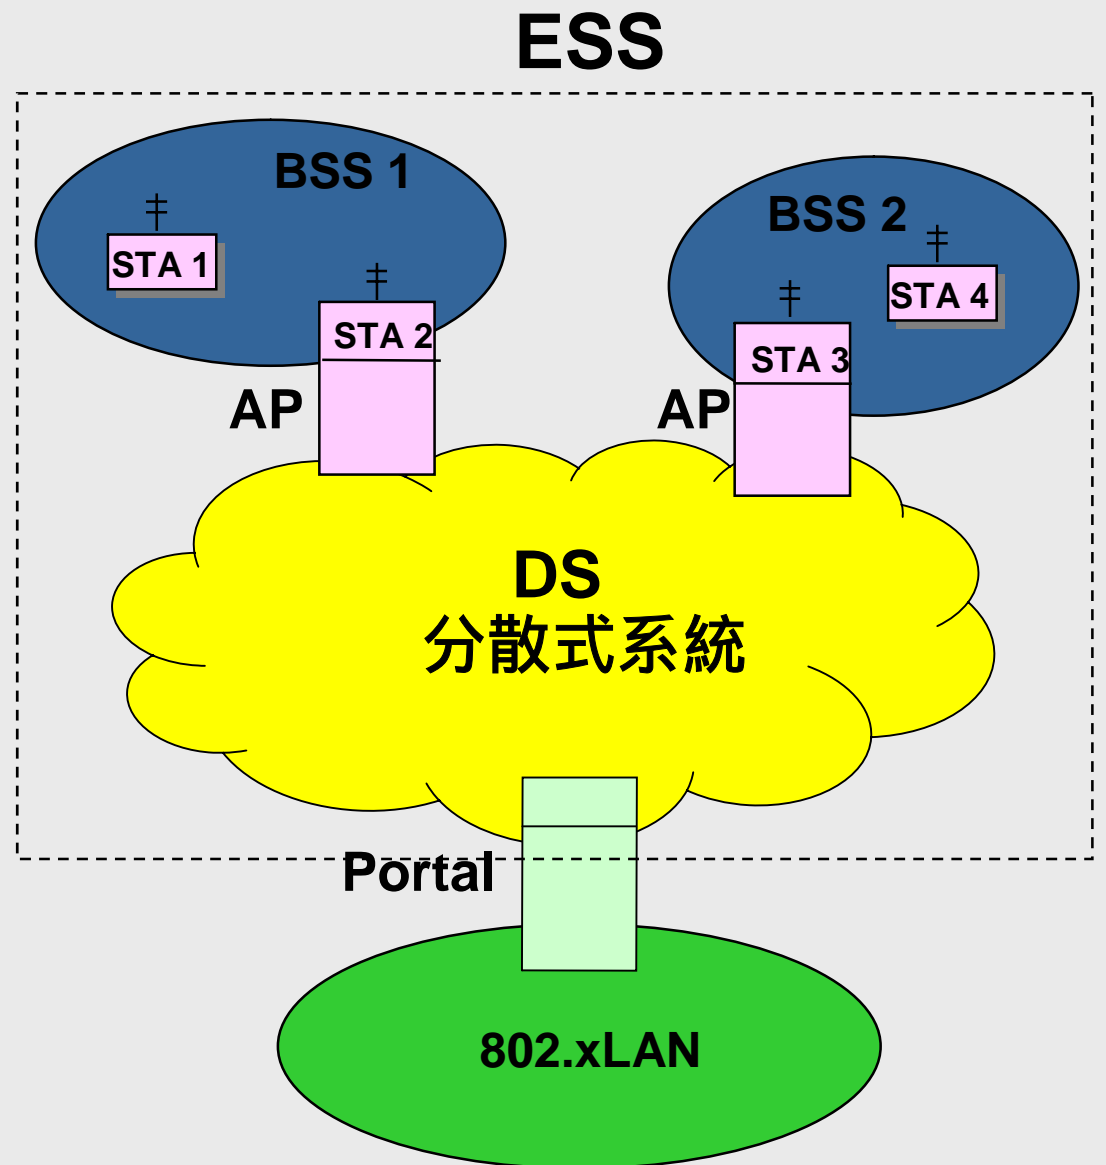 ESS
BSS 1
BSS 2
STA 1
STA 4
STA 2
STA 3
AP
AP
DS
分散式系統
Portal
802.xLAN